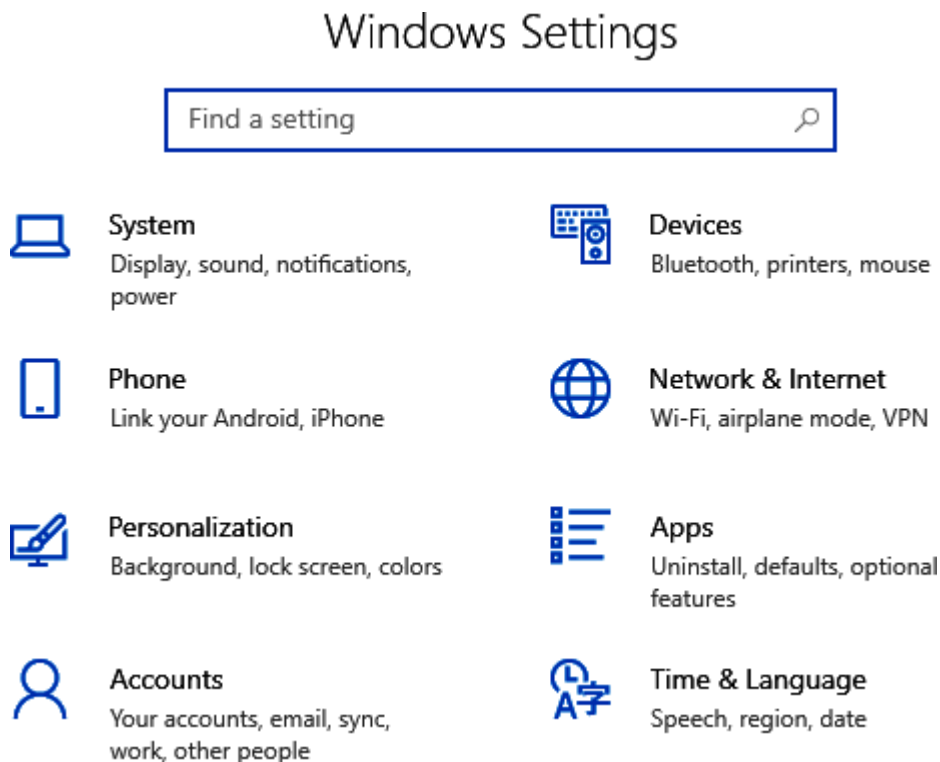 Windows Settings
Find a setting
System
Display, sound, notifications,
power
Devices
Bluetooth, printers, mouse
Phone
Link your Android, iPhone
Network & Internet
Wi-Fi, airplane mode, VPN
Personalization
Background, lock screen, colors
Apps
Uninstall, defaults, optional
features
Accounts
Your accounts, email, sync,
work, other people
Time & Language
Speech, region, date